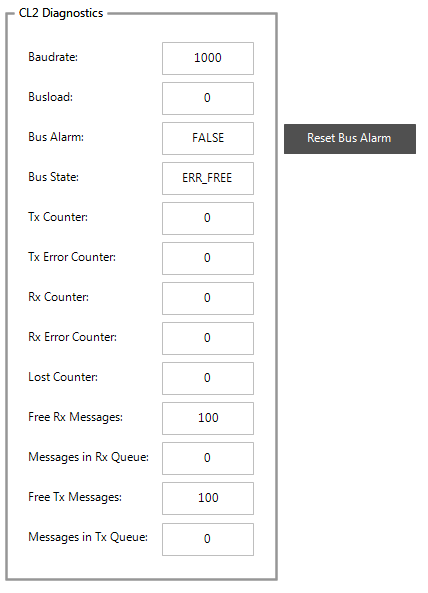 CL2 Diagnostics
Baudrate: 1000
Busload: 0
Bus Alarm: FALSE Reset Bus Alarm
Bus State: ERR_FREE
Tx Counter: 0
Tx Error Counter: 0
Rx Counter: 0
Rx Error Counter: 0
Lost Counter: 0
Free Rx Messages: 100
Messages in Rx Queue: 0
Free Tx Messages: 100
Messages in Tx Queue: 0